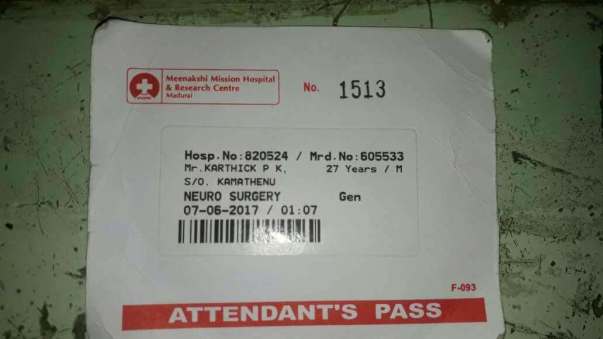 Meenakshi Mission Hospital
& Research Centre
Madurai
No. 1513
Hosp.No:820524 / Mrd.No:605533
Mr.KARTHICK P K, 27 Years / M
S/O. KAMATHENU
NEURO SURGERY Gen
07-06-2017 / 01:07
F-093
ATTENDANT'S PASS